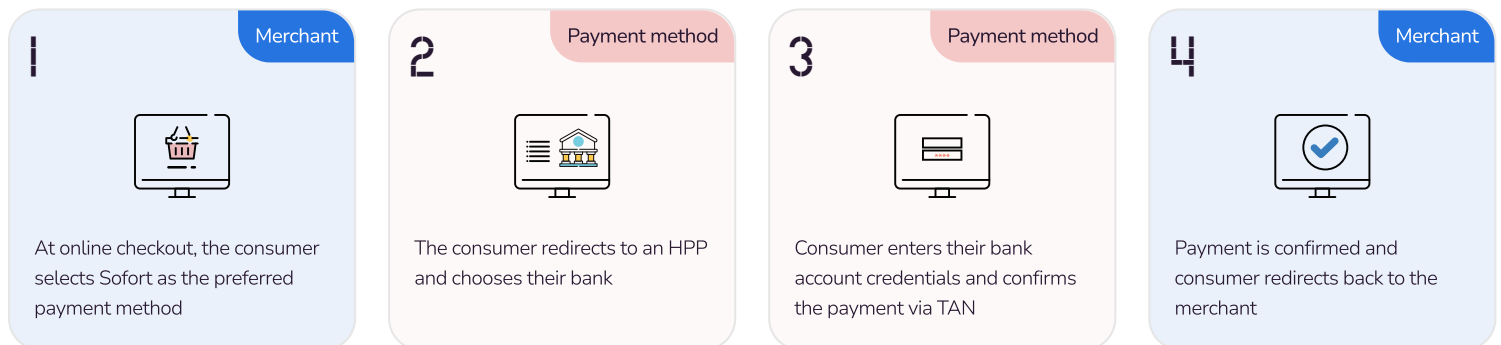 1
Merchant
At online checkout, the consumer
selects Sofort as the preferred
payment method
2
Payment method
The consumer redirects to an HPP
and chooses their bank
3
Payment method
****
Consumer enters their bank
account credentials and confirms
the payment via TAN
4
Merchant
Payment is confirmed and
consumer redirects back to the
merchant